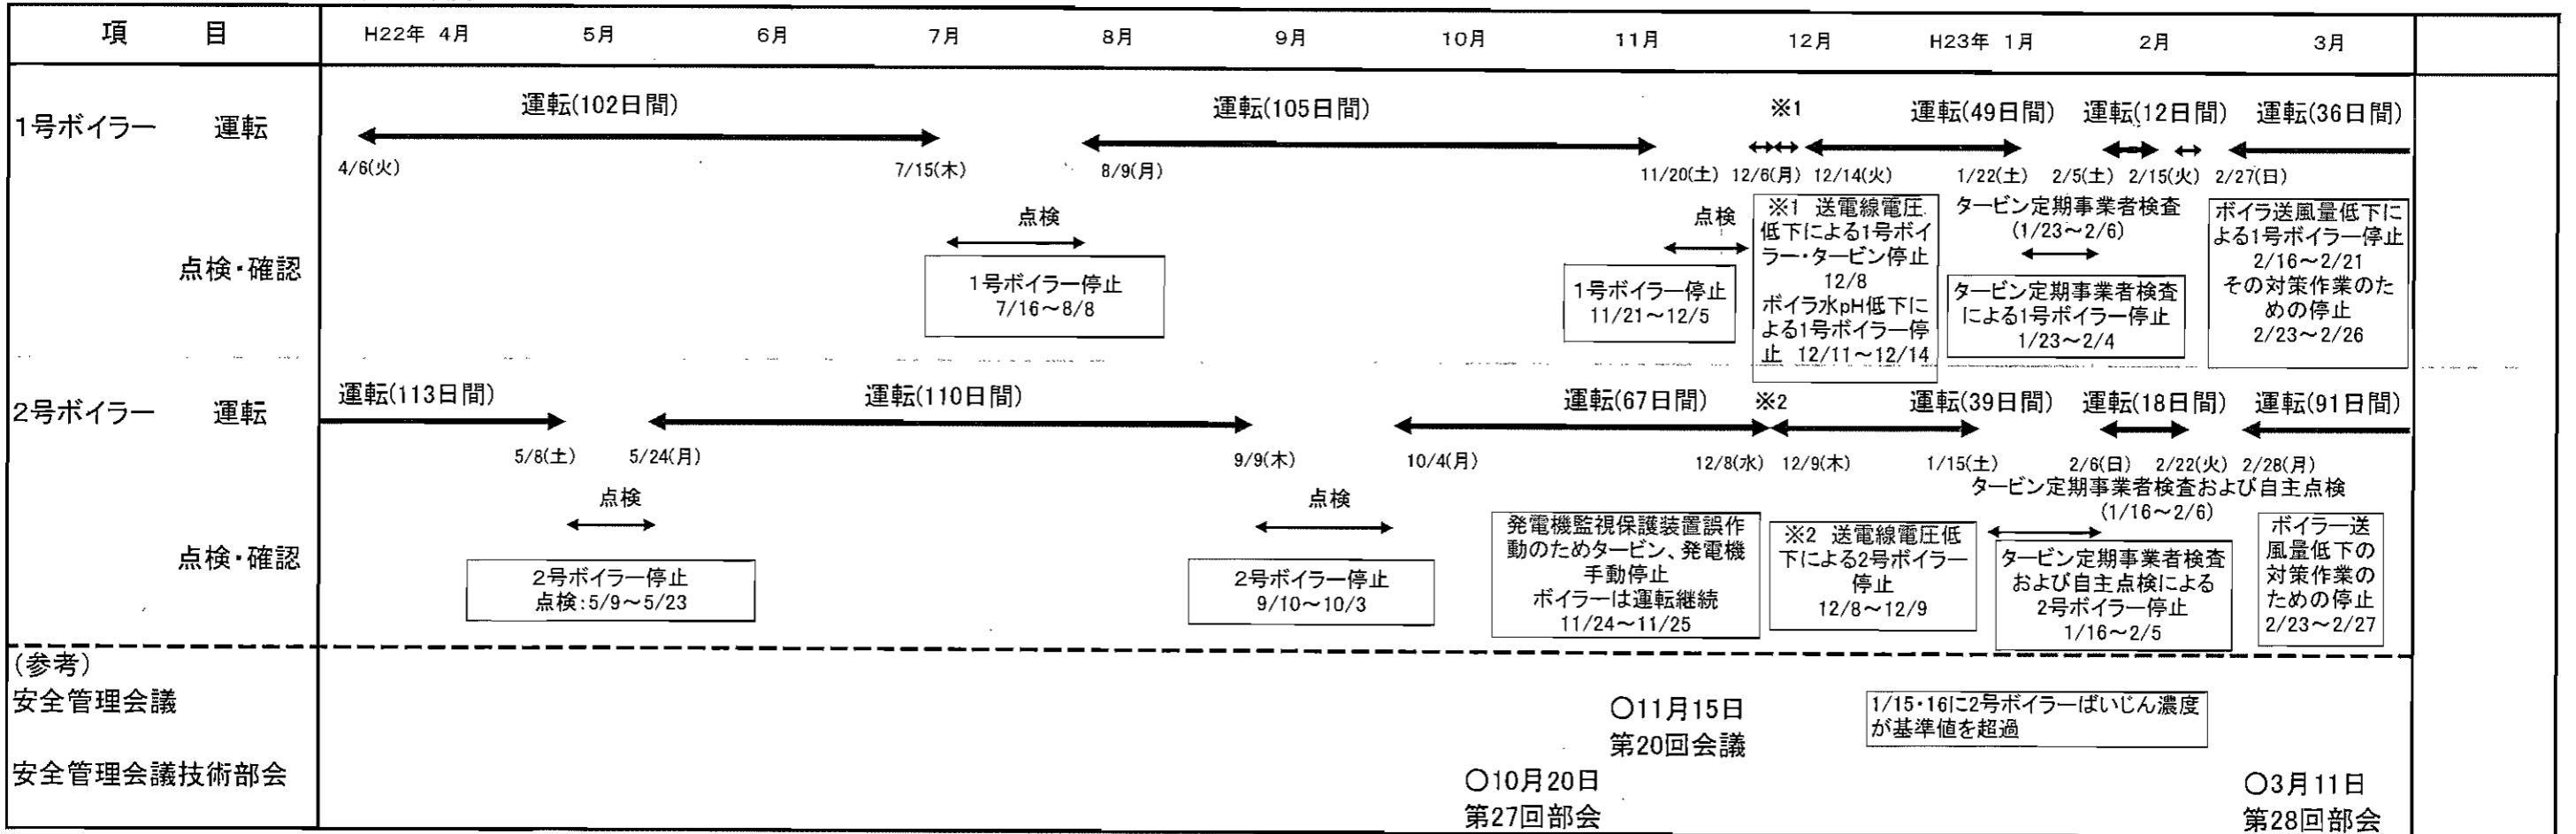 項　目　H22年 4月　5月　6月　7月　8月　9月　10月　11月　12月　H23年 1月　2月　3月
1号ボイラー　運転
運転(102日間)　運転(105日間)　※1　運転(49日間)　運転(12日間)　運転(36日間)
4/6(火)　7/15(木)　8/9(月)　11/20(土)　12/6(月)　12/14(火)　1/22(土)　2/5(土)　2/15(火)　2/27(日)
点検・確認
点検
1号ボイラー停止
7/16～8/8
点検
1号ボイラー停止
11/21～12/5
※1 送電線電圧
低下による1号ボイ
ラー・タービン停止
12/8
ボイラ水pH低下に
よる1号ボイラー停
止 12/11～12/14
タービン定期事業者検査
(1/23～2/6)
タービン定期事業者検査
による1号ボイラー停止
1/23～2/4
ボイラ送風量低下に
よる1号ボイラー停止
2/16～2/21
その対策作業のた
めの停止
2/23～2/26
2号ボイラー　運転
運転(113日間)　運転(110日間)　運転(67日間)　※2　運転(39日間)　運転(18日間)　運転(91日間)
5/8(土)　5/24(月)　9/9(木)　10/4(月)　12/8(水)　12/9(木)　1/15(土)　2/6(日)　2/22(火)　2/28(月)
点検・確認
点検
2号ボイラー停止
点検:5/9～5/23
点検
2号ボイラー停止
9/10～10/3
発電機監視保護装置誤作
動のためタービン、発電機
手動停止
ボイラーは運転継続
11/24～11/25
※2 送電線電圧低
下による2号ボイラー
停止
12/8～12/9
タービン定期事業者検査および自主点検
(1/16～2/6)
タービン定期事業者検査
および自主点検による
2号ボイラー停止
1/16～2/5
ボイラー送
風量低下の
対策作業の
ための停止
2/23～2/27
(参考)
安全管理会議
〇11月15日
第20回会議
1/15・16に2号ボイラーばいじん濃度
が基準値を超過
安全管理会議技術部会
〇10月20日
第27回部会
〇3月11日
第28回部会